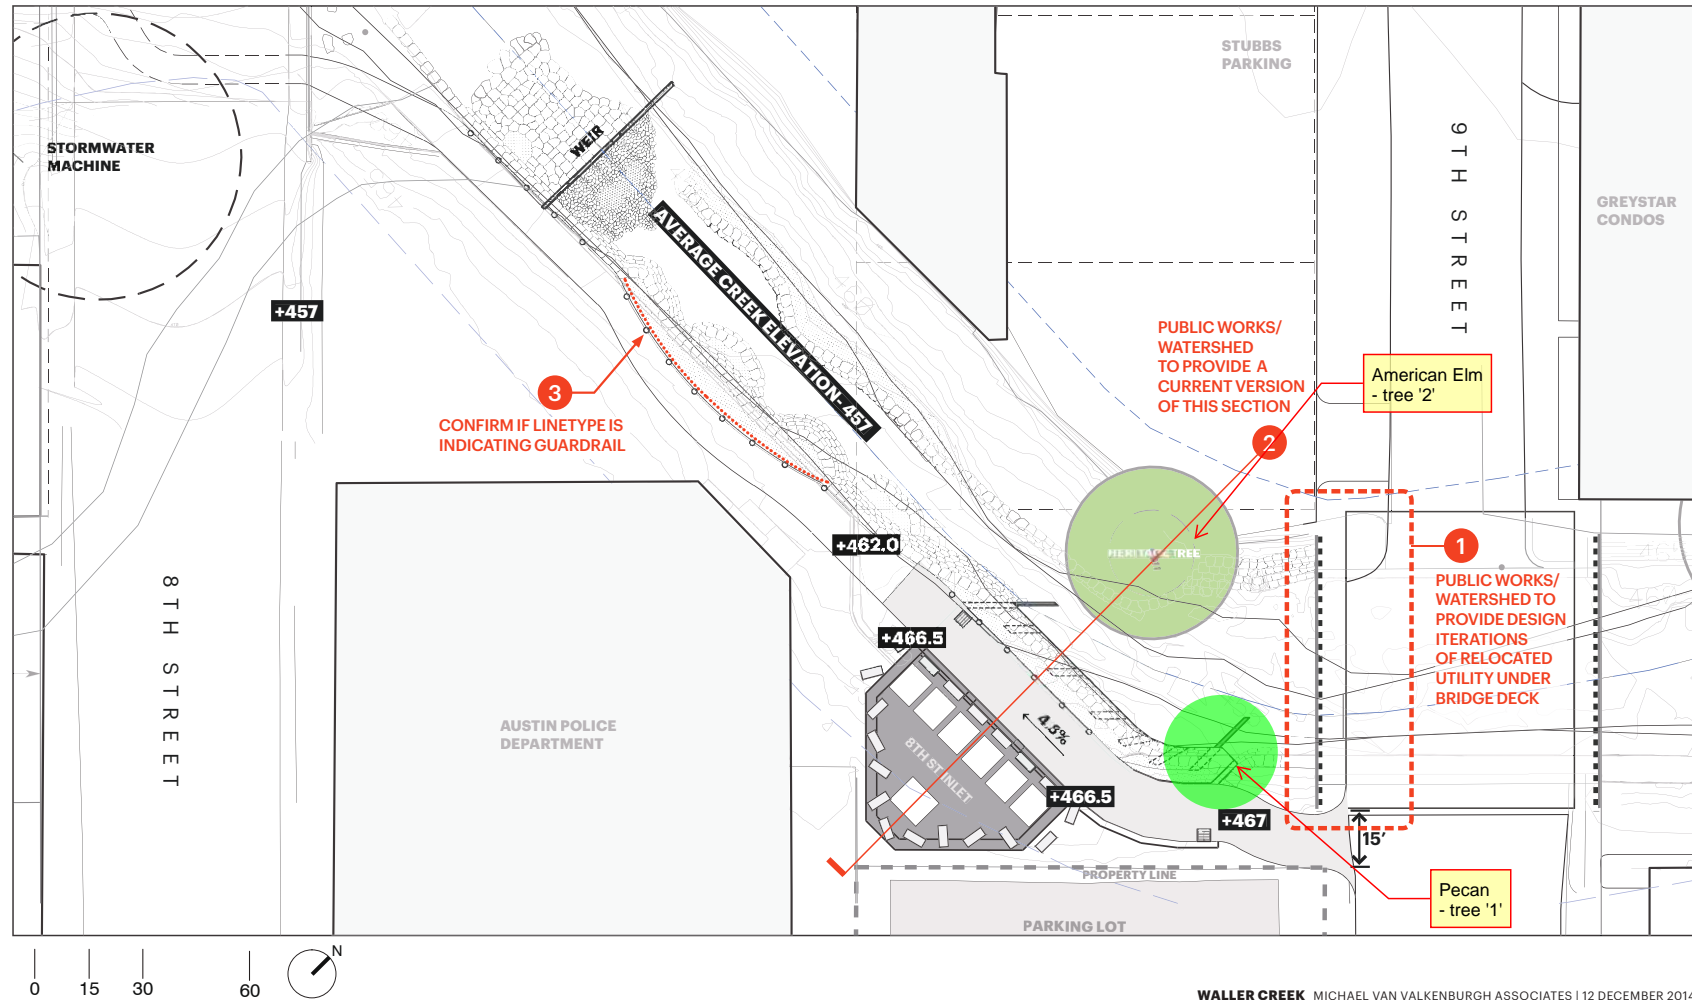 STUBBS
PARKING
STORMWATER
MACHINE
WEIR
9TH STREET
GREYSTAR
CONDOS
AVERAGE CREEK ELEVATION- 457
+457
PUBLIC WORKS/
WATERSHED
TO PROVIDE A
CURRENT VERSION
OF THIS SECTION
American Elm
- tree '2'
3
CONFIRM IF LINETYPE IS
INDICATING GUARDRAIL
2
+462.0
HERITAGE TREE
1
PUBLIC WORKS/
WATERSHED TO
PROVIDE DESIGN
ITERATIONS
OF RELOCATED
UTILITY UNDER
BRIDGE DECK
8TH STREET
+466.5
AUSTIN POLICE
DEPARTMENT
4.5%
8TH ST INLET
+466.5
+467
15'
PROPERTY LINE
Pecan
- tree '1'
PARKING LOT
N
0 15 30 60
WALLER CREEK MICHAEL VAN VALKENBURGH ASSOCIATES | 12 DECEMBER 2014